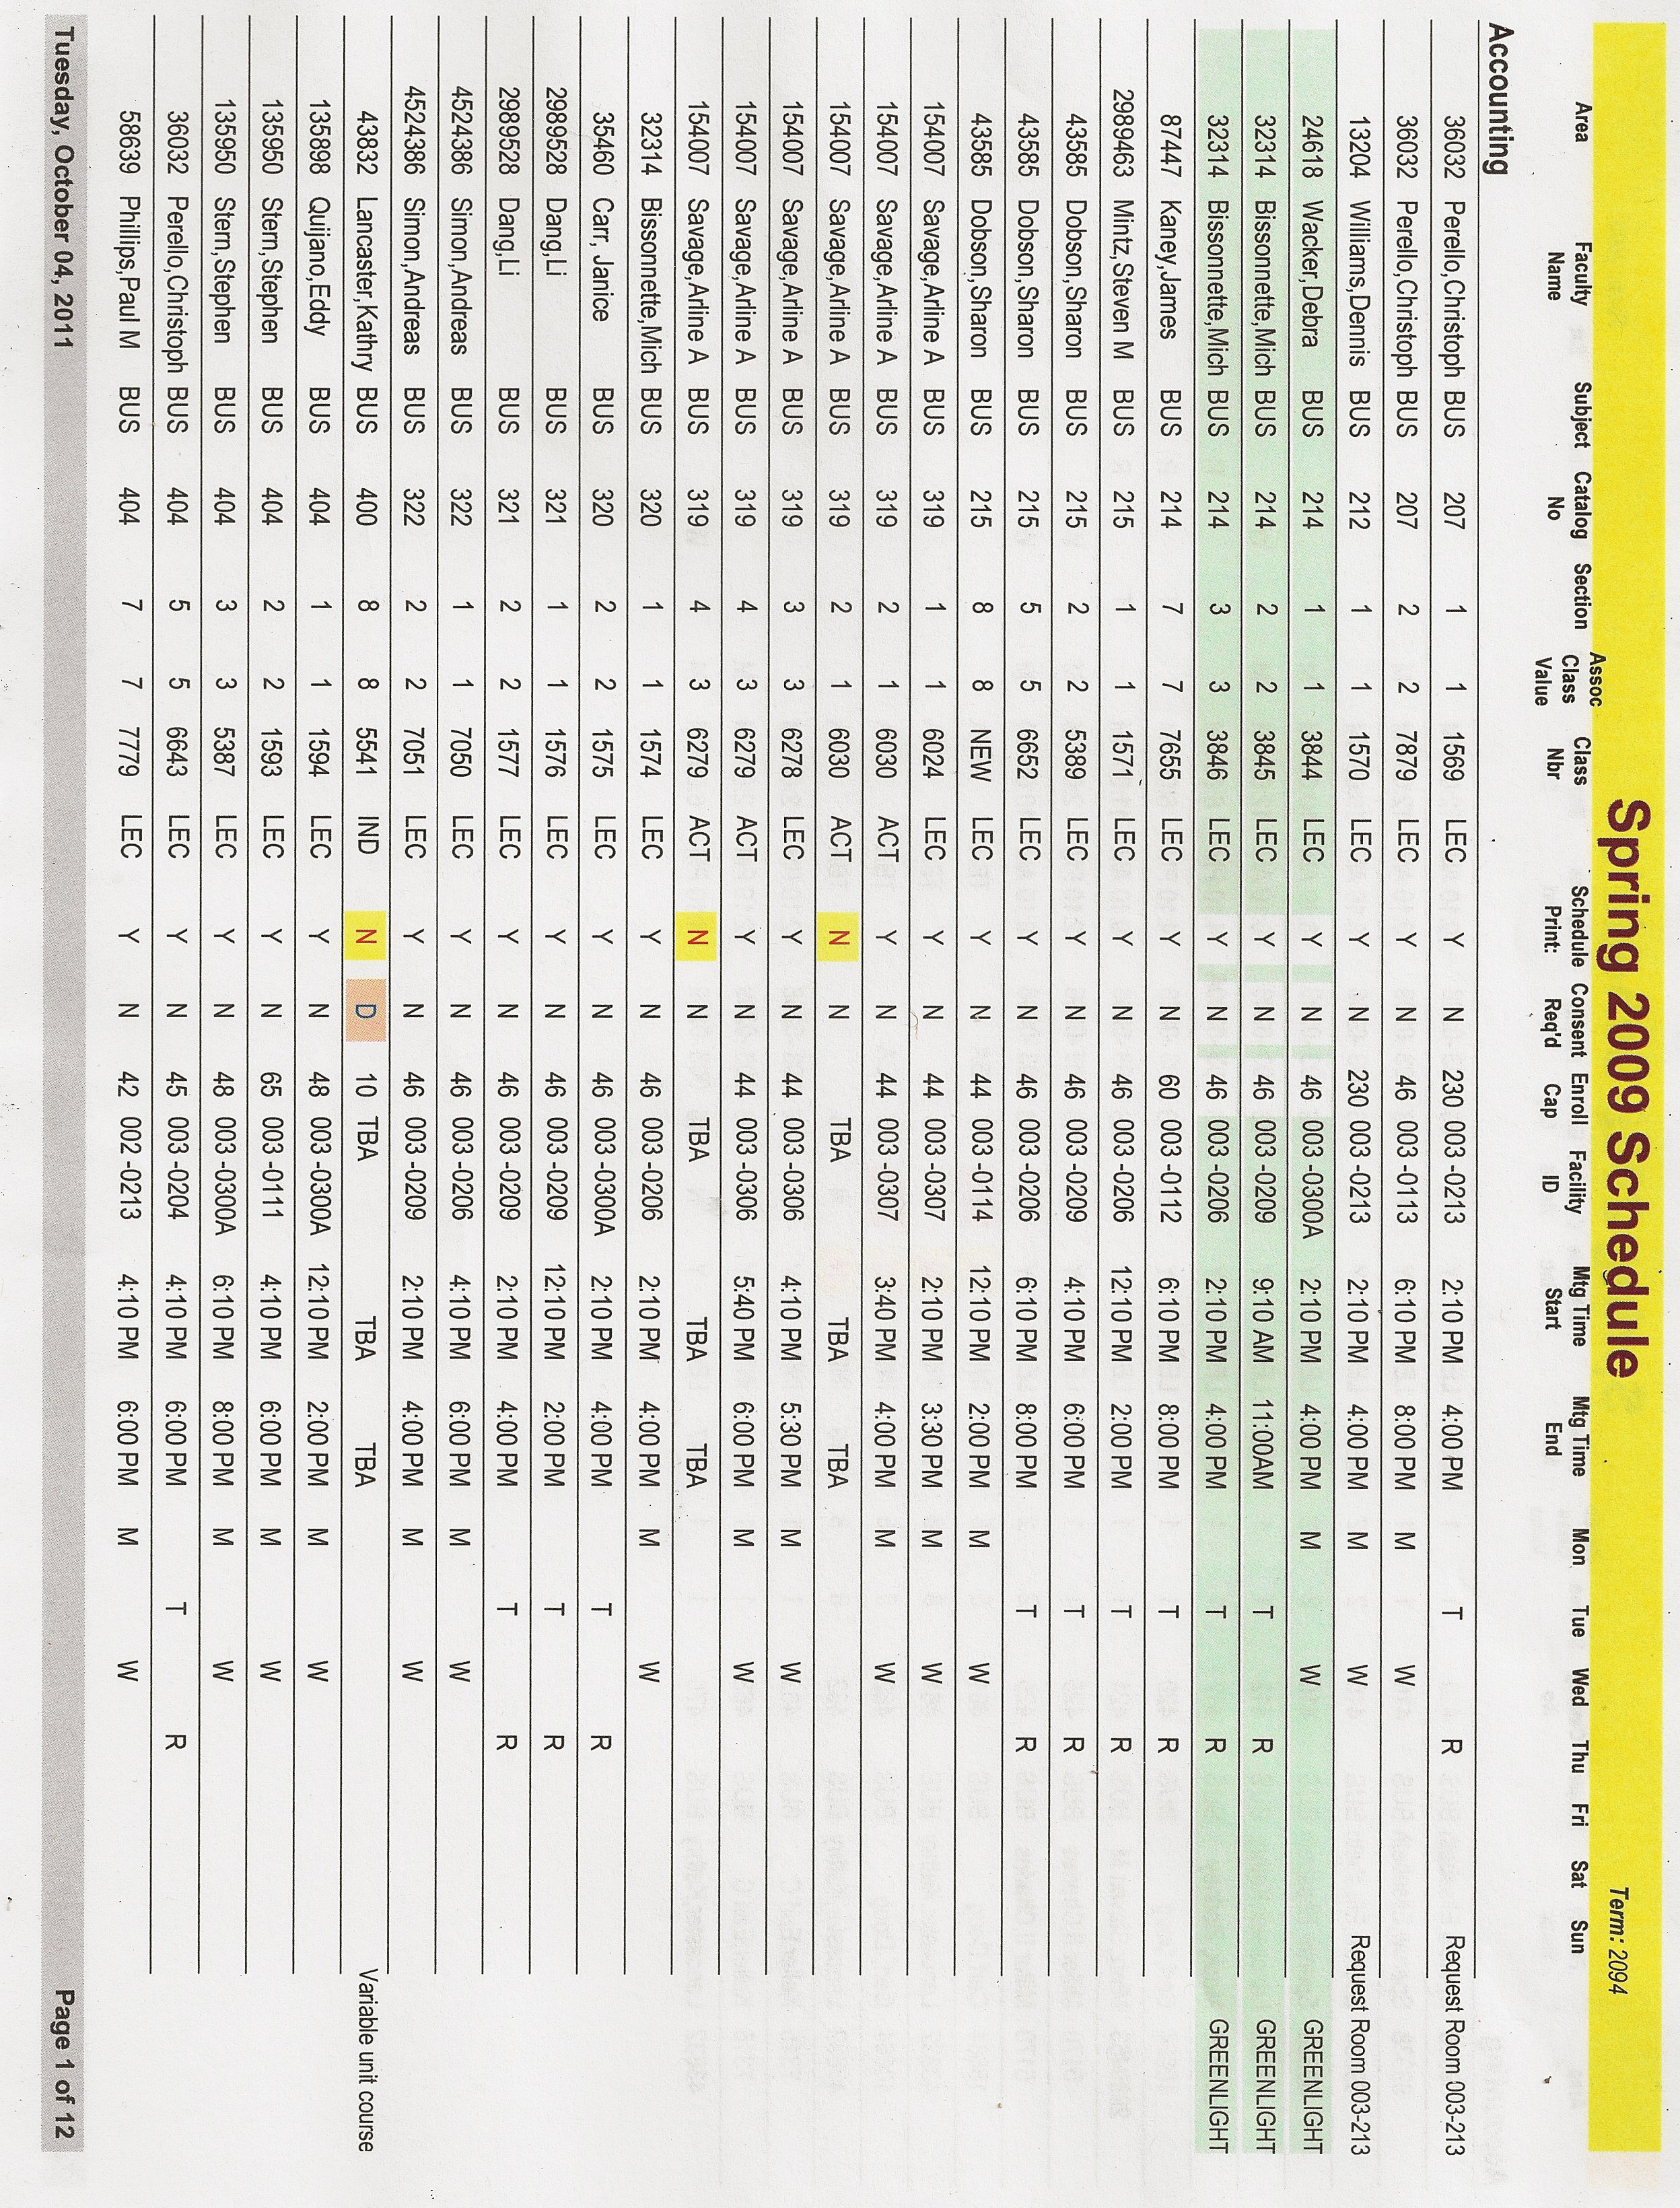 Spring 2009 Schedule
Term: 2094
Area Faculty Name Subject Catalog No Section Assoc Class Value Class Nbr Schedule Print: Consent Req'd Enroll Cap Facility ID Mtg Time Start Mtg Time End Mon Tue Wed Thu Fri Sat Sun
Accounting
36032 Perello,Christoph BUS 207 1 1 1569 LEC Y N 230 003-0213 2:10 PM 4:00 PM T R Request Room 003-213
36032 Perello,Christoph BUS 207 2 2 7879 LEC Y N 46 003-0113 6:10 PM 8:00 PM M W
13204 Williams,Dennis BUS 212 1 1 1570 LEC Y N 230 003-0213 2:10 PM 4:00 PM M W Request Room 003-213
24618 Wacker,Debra BUS 214 1 1 3844 LEC Y N 46 003-0300A 2:10 PM 4:00 PM M W GREENLIGHT
32314 Bissonnette,Mich BUS 214 2 2 3845 LEC Y N 46 003-0209 9:10 AM 11:00AM T R GREENLIGHT
32314 Bissonnette,Mich BUS 214 3 3 3846 LEC Y N 46 003-0206 2:10 PM 4:00 PM T R GREENLIGHT
87447 Kaney,James BUS 214 7 7 7655 LEC Y N 60 003-0112 6:10 PM 8:00 PM T R
29889463 Mintz,Steven M BUS 215 1 1 1571 LEC Y N 46 003-0206 12:10 PM 2:00 PM T R
43585 Dobson,Sharon BUS 215 2 2 5389 LEC Y N 46 003-0209 4:10 PM 6:00 PM T R
43585 Dobson,Sharon BUS 215 5 5 6652 LEC Y N 46 003-0206 6:10 PM 8:00 PM T R
43585 Dobson,Sharon BUS 215 8 8 NEW LEC Y N 44 003-0114 12:10 PM 2:00 PM M W
154007 Savage,Arline A BUS 319 1 1 6024 LEC Y N 44 003-0307 2:10 PM 3:30 PM M W
154007 Savage,Arline A BUS 319 2 1 6030 ACT Y N 44 003-0307 3:40 PM 4:00 PM M W
154007 Savage,Arline A BUS 319 2 1 6030 ACT N N TBA TBA TBA
154007 Savage,Arline A BUS 319 3 3 6278 LEC Y N 44 003-0306 4:10 PM 5:30 PM M W
154007 Savage,Arline A BUS 319 4 3 6279 ACT Y N 44 003-0306 5:40 PM 6:00 PM M W
154007 Savage,Arline A BUS 319 4 3 6279 ACT N N TBA TBA TBA
32314 Bissonnette,Mich BUS 320 1 1 1574 LEC Y N 46 003-0206 2:10 PM 4:00 PM M W
35460 Carr, Janice BUS 320 2 2 1575 LEC Y N 46 003-0300A 2:10 PM 4:00 PM T R
29889528 Dang,Li BUS 321 1 1 1576 LEC Y N 46 003-0209 12:10 PM 2:00 PM T R
29889528 Dang,Li BUS 321 2 2 1577 LEC Y N 46 003-0209 2:10 PM 4:00 PM T R
4524386 Simon,Andreas BUS 322 1 1 7050 LEC Y N 46 003-0206 4:10 PM 6:00 PM M W
4524386 Simon,Andreas BUS 322 2 2 7051 LEC Y N 46 003-0209 2:10 PM 4:00 PM M W
43832 Lancaster,Kathry BUS 400 8 8 5541 IND N D 10 TBA TBA TBA Variable unit course
135898 Quijano,Eddy BUS 404 1 1 1594 LEC Y N 48 003-0300A 12:10 PM 2:00 PM M W
135950 Stern,Stephen BUS 404 2 2 1593 LEC Y N 65 003-0111 4:10 PM 6:00 PM M W
135950 Stern,Stephen BUS 404 3 3 5387 LEC Y N 48 003-0300A 6:10 PM 8:00 PM M W
36032 Perello,Christoph BUS 404 5 5 6643 LEC Y N 45 003-0204 4:10 PM 6:00 PM T R
58639 Phillips,Paul M BUS 404 7 7 7779 LEC Y N 42 002-0213 4:10 PM 6:00 PM M W
Tuesday, October 04, 2011 Page 1 of 12